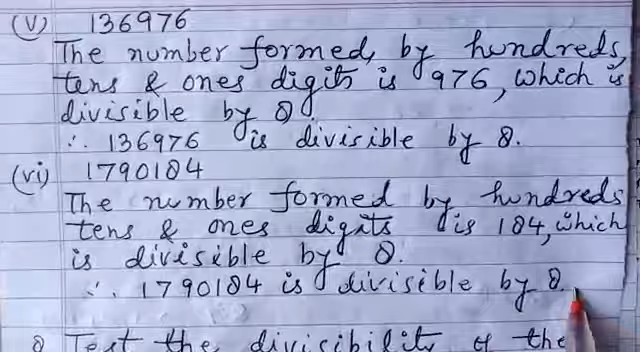 (v) 136976
The number formed, by hundreds,
tens & ones digits is 976, which is
divisible by 8.
∴ 136976 is divisible by 8.
(vi) 1790184
The number formed by hundreds
tens & ones digits is 184, which
is divisible by 8.
∴ 1790184 is divisible by 8.
8 Test the divisibility of the